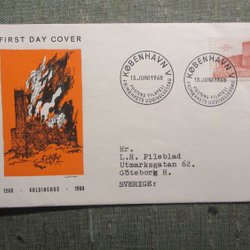 FIRST DAY COVER
KØBENHAVN V
13.JUNI 1968
KØBENHAVN V
13.JUNI 1968
Hr.
L.H. Fileblad
Utmarksgatan 62.
Göteborg H.
SVERIGE:
1268 - KOLDINGHUS - 1968